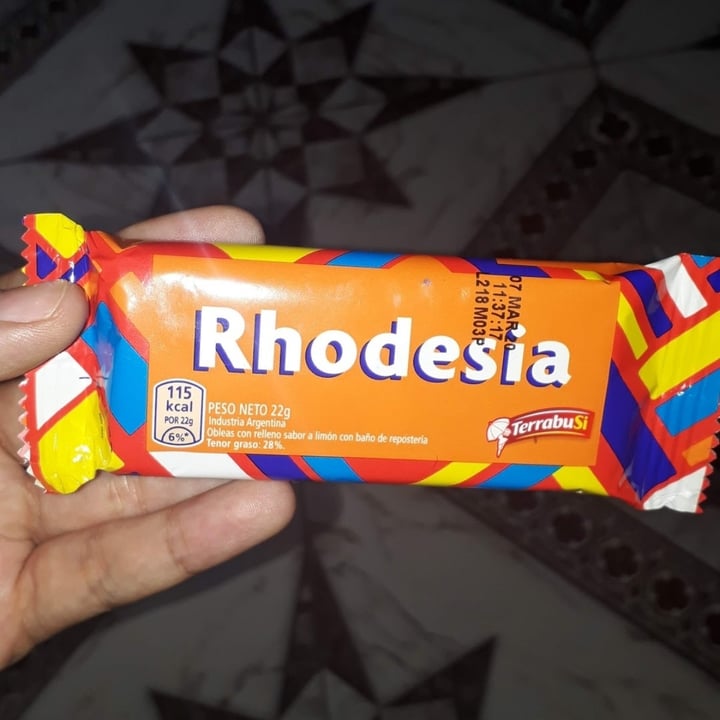 Rhodesia
07 MAR 20
11:37:17
L218 M03P
115
kcal
POR 22g
6%*
PESO NETO 22g
Industria Argentina
Obleas con relleno sabor a limón con baño de repostería
Tenor graso: 28%.
TerrabuSi